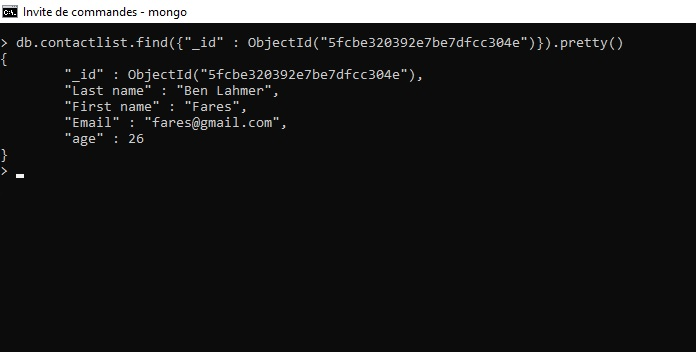 Invite de commandes - mongo
> db.contactlist.find({"_id" : ObjectId("5fcbe320392e7be7dfcc304e")}).pretty()
{
        "_id" : ObjectId("5fcbe320392e7be7dfcc304e"),
        "Last name" : "Ben Lahmer",
        "First name" : "Fares",
        "Email" : "fares@gmail.com",
        "age" : 26
}
>